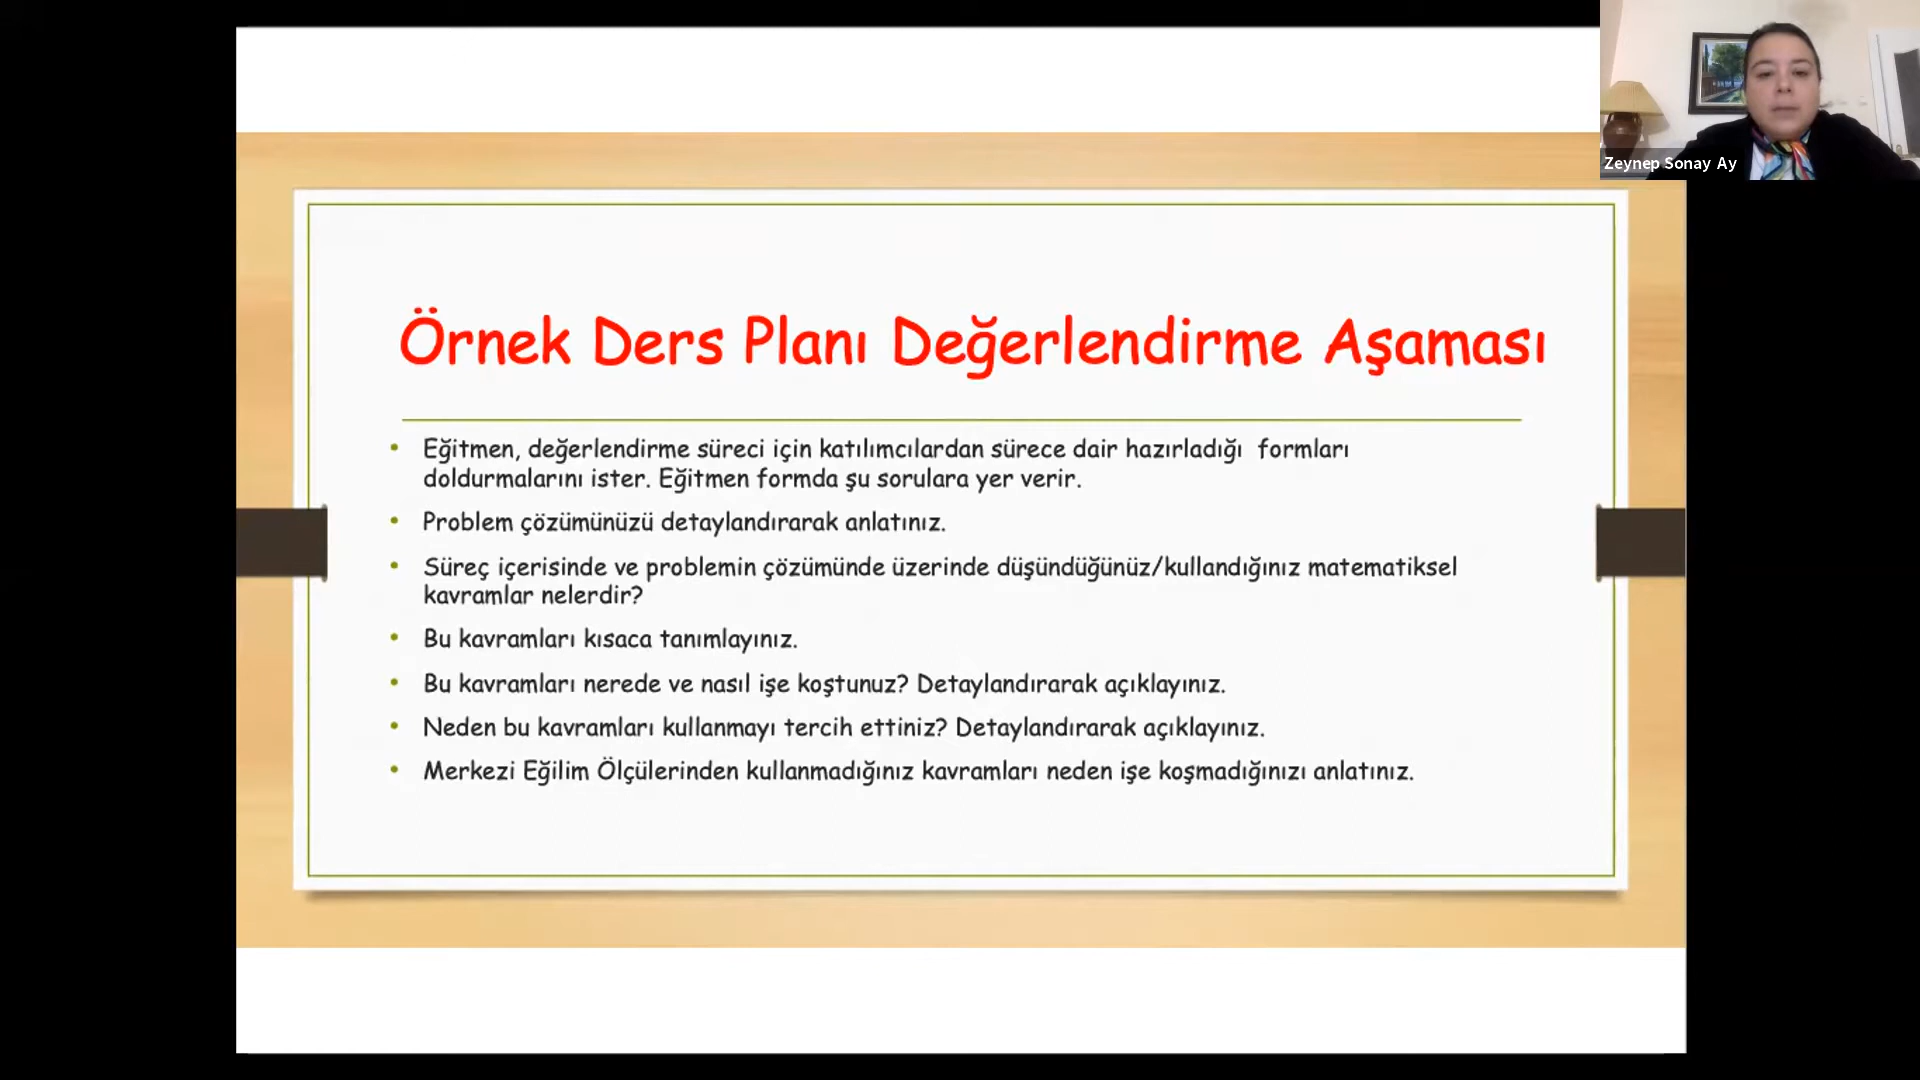 Zeynep Sonay Ay
Örnek Ders Planı Değerlendirme Aşaması
• Eğitmen, değerlendirme süreci için katılımcılardan sürece dair hazırladığı formları
doldurmalarını ister. Eğitmen formda şu sorulara yer verir.
• Problem çözümünüzü detaylandırarak anlatınız.
• Süreç içerisinde ve problemin çözümünde üzerinde düşündüğünüz/kullandığınız matematiksel
kavramlar nelerdir?
• Bu kavramları kısaca tanımlayınız.
• Bu kavramları nerede ve nasıl işe koştunuz? Detaylandırarak açıklayınız.
• Neden bu kavramları kullanmayı tercih ettiniz? Detaylandırarak açıklayınız.
• Merkezi Eğilim Ölçülerinden kullanmadığınız kavramları neden işe koşmadığınızı anlatınız.